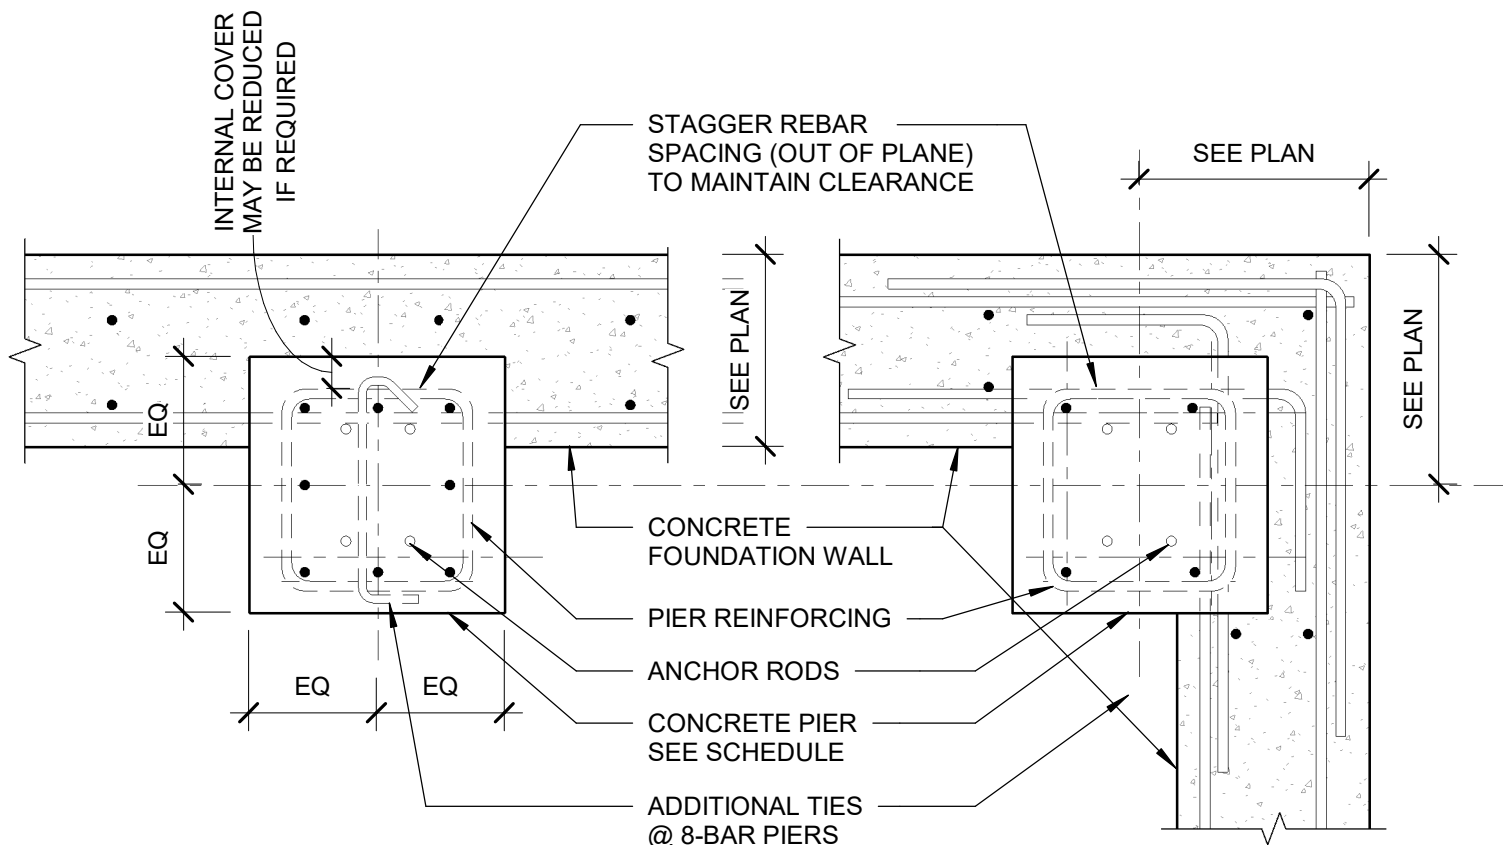 INTERNAL COVER
MAY BE REDUCED
IF REQUIRED
STAGGER REBAR
SPACING (OUT OF PLANE)
TO MAINTAIN CLEARANCE
SEE PLAN
SEE PLAN
SEE PLAN
EQ
EQ
CONCRETE
FOUNDATION WALL
PIER REINFORCING
ANCHOR RODS
EQ
EQ
CONCRETE PIER
SEE SCHEDULE
ADDITIONAL TIES
@ 8-BAR PIERS